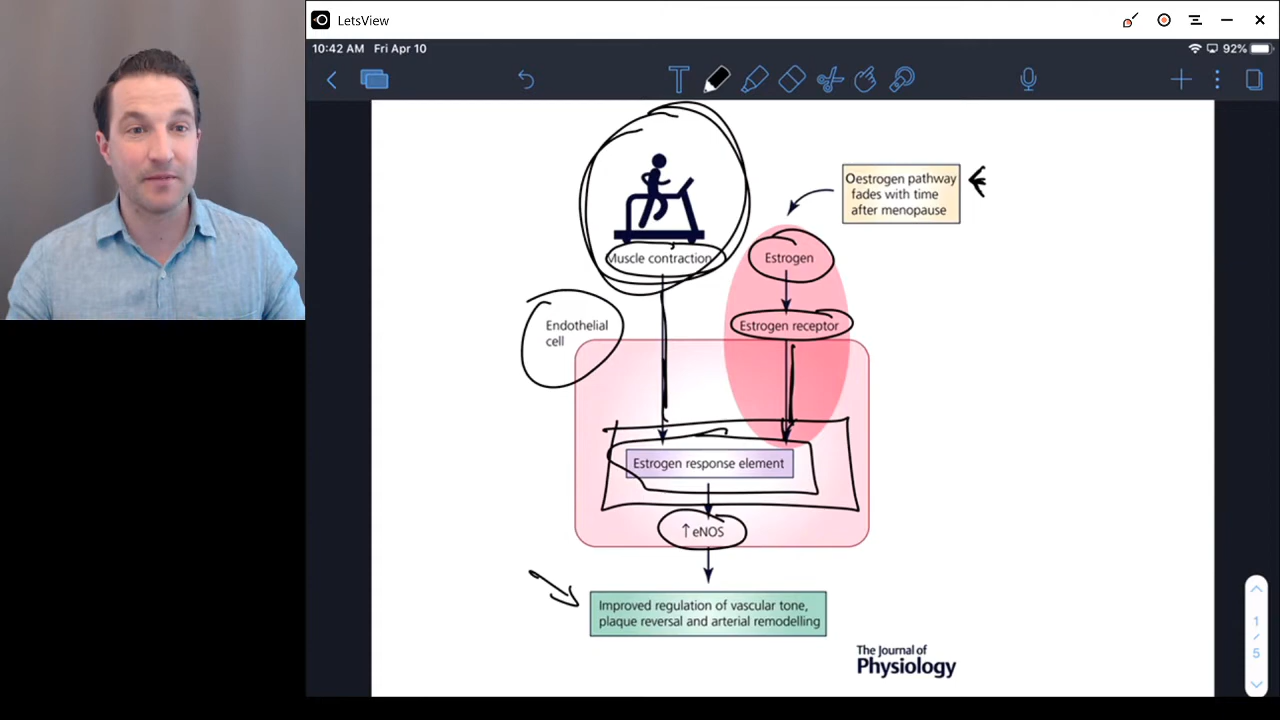 LetsView
10:42 AM Fri Apr 10
92%
T
Oestrogen pathway
fades with time
after menopause
Muscle contraction
Estrogen
Endothelial
cell
Estrogen receptor
Estrogen response element
↑ eNOS
Improved regulation of vascular tone,
plaque reversal and arterial remodelling
The Journal of
Physiology
1
/
5